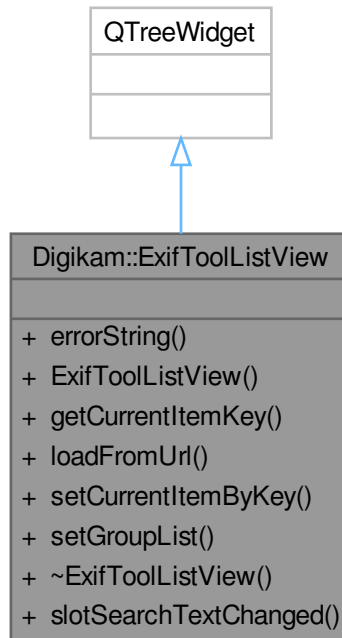 QTreeWidget
Digikam::ExifToolListView
+ errorString()
+ ExifToolListView()
+ getCurrentItemKey()
+ loadFromUrl()
+ setCurrentItemByKey()
+ setGroupList()
+ ~ExifToolListView()
+ slotSearchTextChanged()